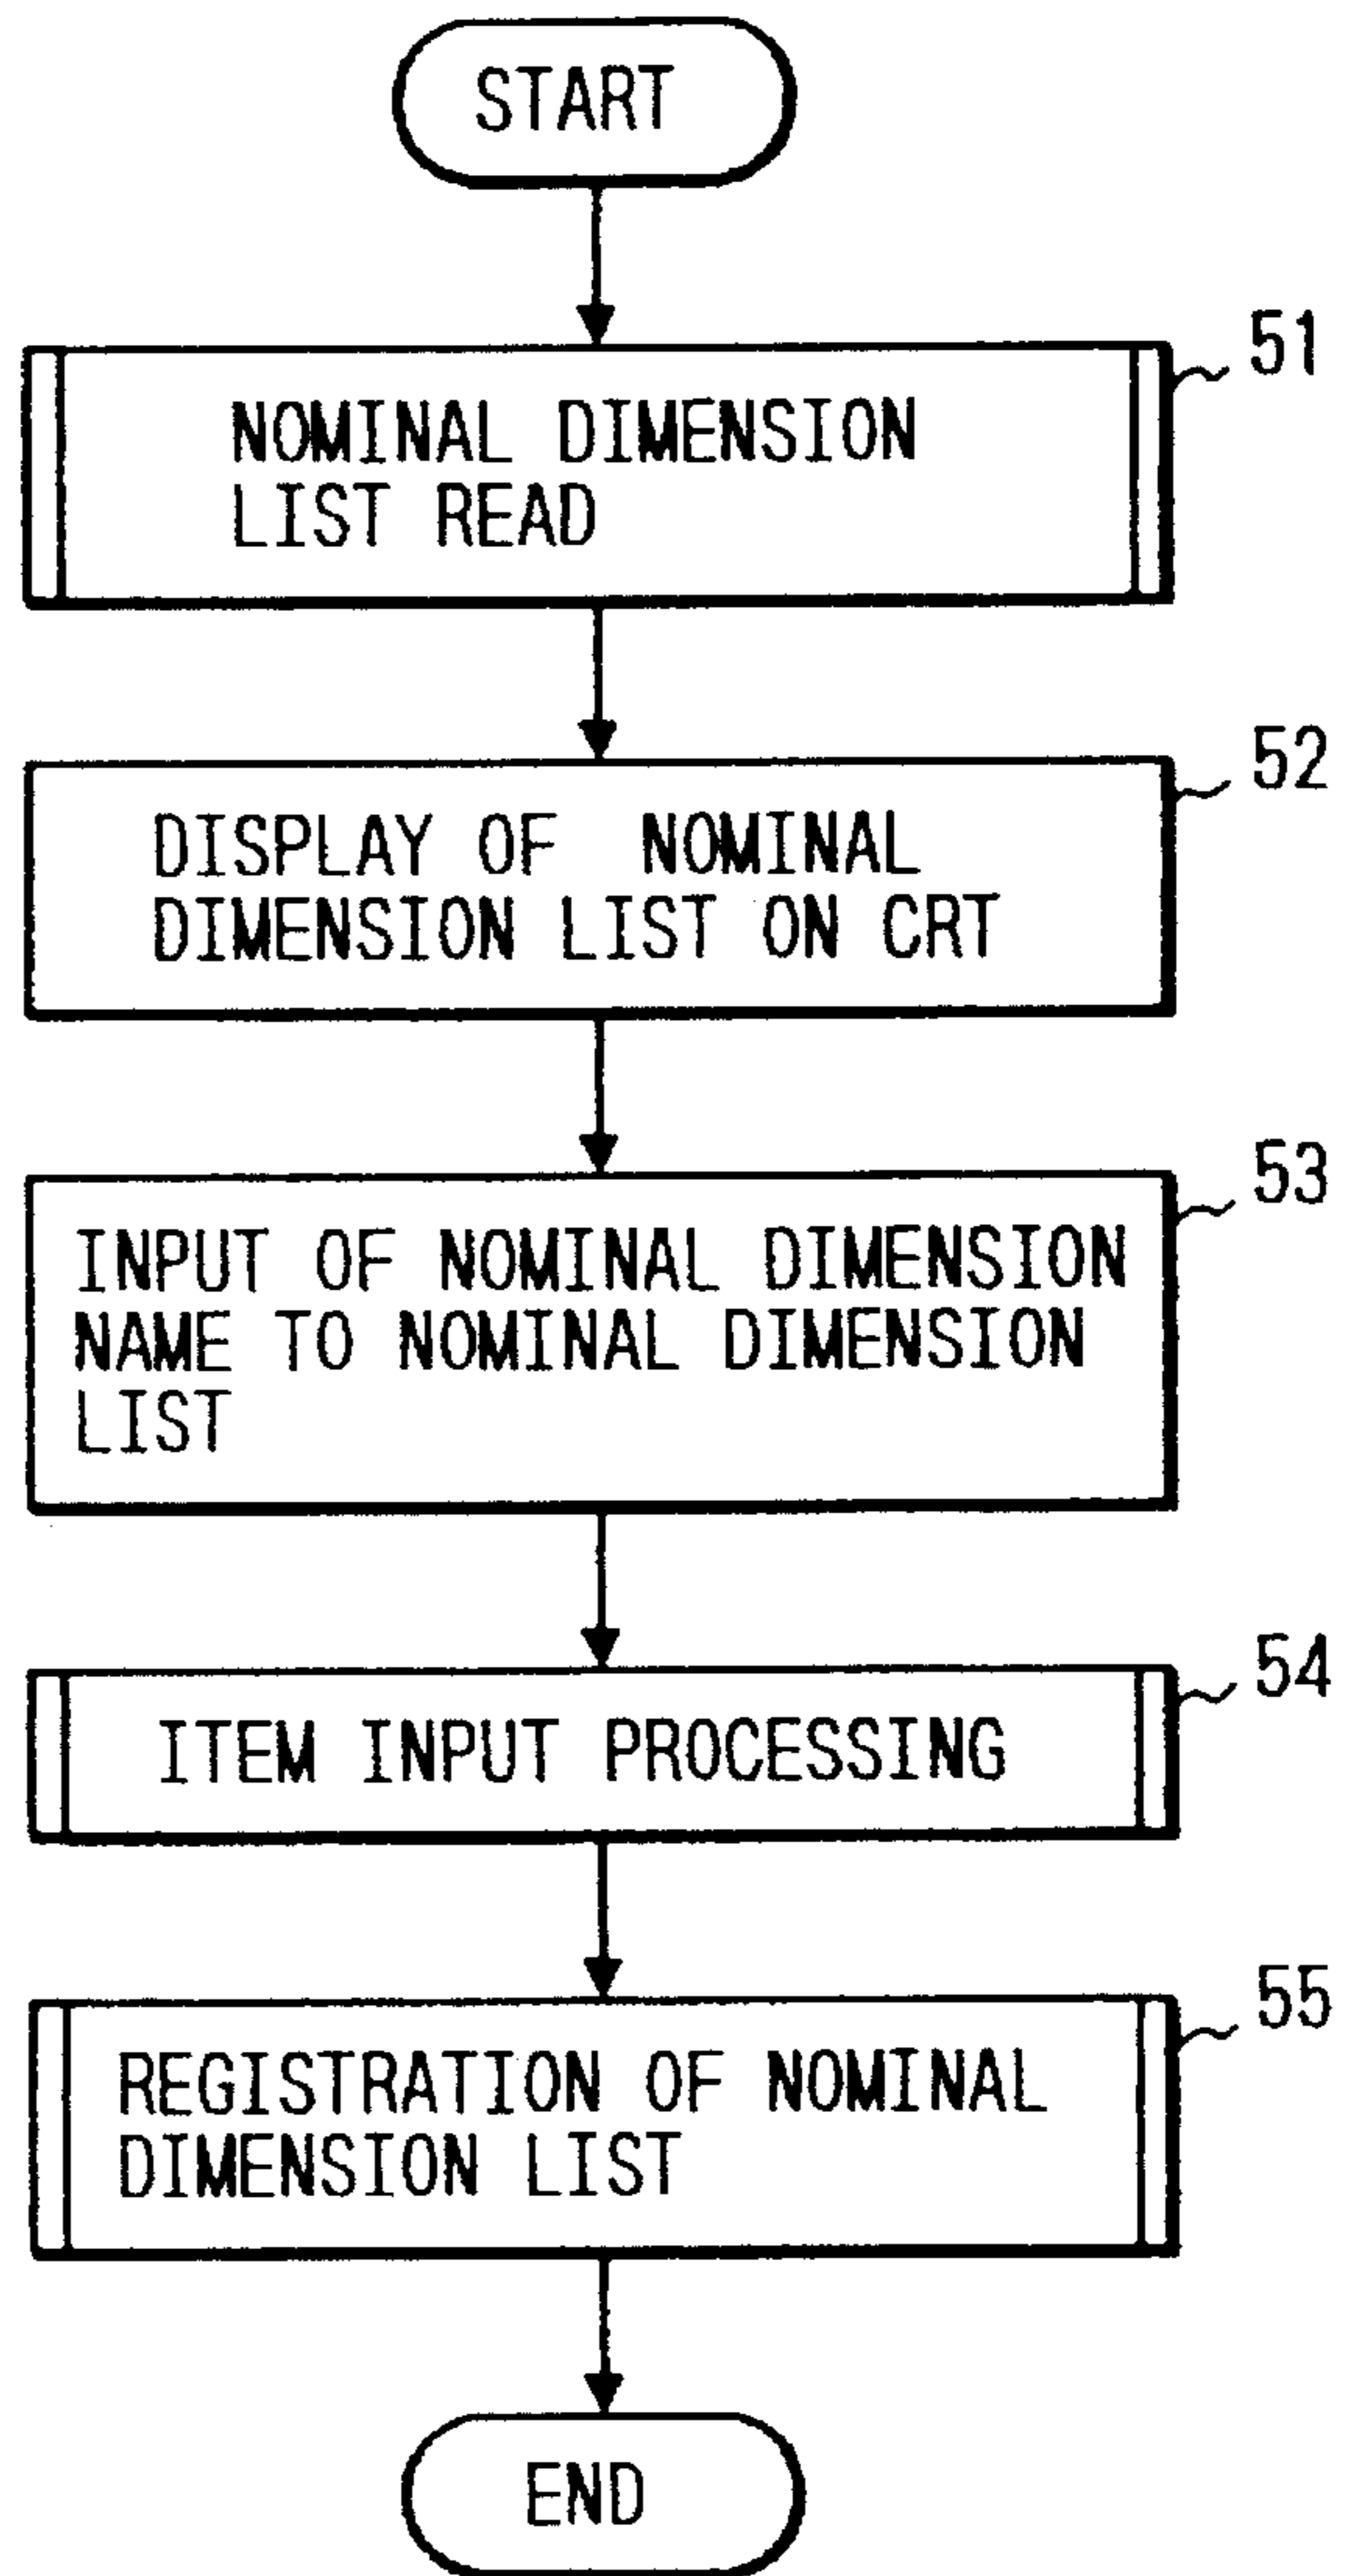 START
51
NOMINAL DIMENSION
LIST READ
52
DISPLAY OF NOMINAL
DIMENSION LIST ON CRT
53
INPUT OF NOMINAL DIMENSION
NAME TO NOMINAL DIMENSION
LIST
54
ITEM INPUT PROCESSING
55
REGISTRATION OF NOMINAL
DIMENSION LIST
END